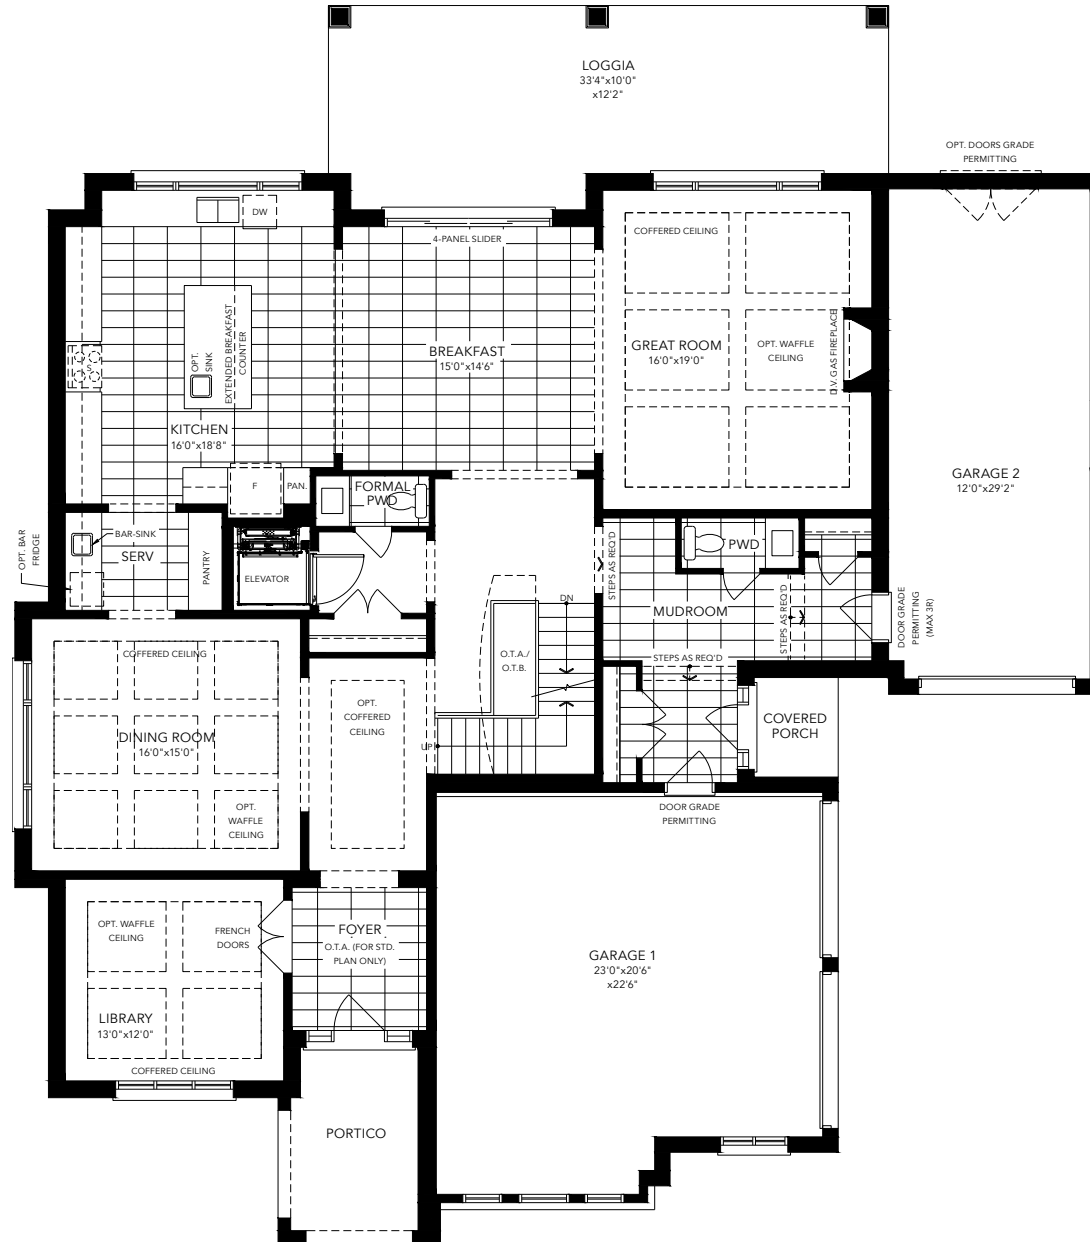 LOGGIA
33'4"x10'0"
x12'2"
OPT. DOORS GRADE
PERMITTING
DW
4-PANEL SLIDER
COFFERED CEILING
OPT.
SINK
EXTENDED BREAKFAST
COUNTER
S
BREAKFAST
15'0"x14'6"
GREAT ROOM
16'0"x19'0"
OPT. WAFFLE
CEILING
D.V. GAS FIREPLACE
KITCHEN
16'0"x18'8"
F
PAN.
FORMAL
PWD
GARAGE 2
12'0"x29'2"
OPT. BAR
FRIDGE
BAR-SINK
SERV
PANTRY
ELEVATOR
STEPS AS REQ'D
PWD
MUDROOM
STEPS AS REQ'D
DOOR GRADE
PERMITTING
(MAX 3R)
DN
O.T.A./
O.T.B.
STEPS AS REQ'D
COFFERED CEILING
DINING ROOM
16'0"x15'0"
OPT.
WAFFLE
CEILING
OPT.
COFFERED
CEILING
UP
COVERED
PORCH
DOOR GRADE
PERMITTING
OPT. WAFFLE
CEILING
FRENCH
DOORS
FOYER
O.T.A. (FOR STD.
PLAN ONLY)
GARAGE 1
23'0"x20'6"
x22'6"
LIBRARY
13'0"x12'0"
COFFERED CEILING
PORTICO